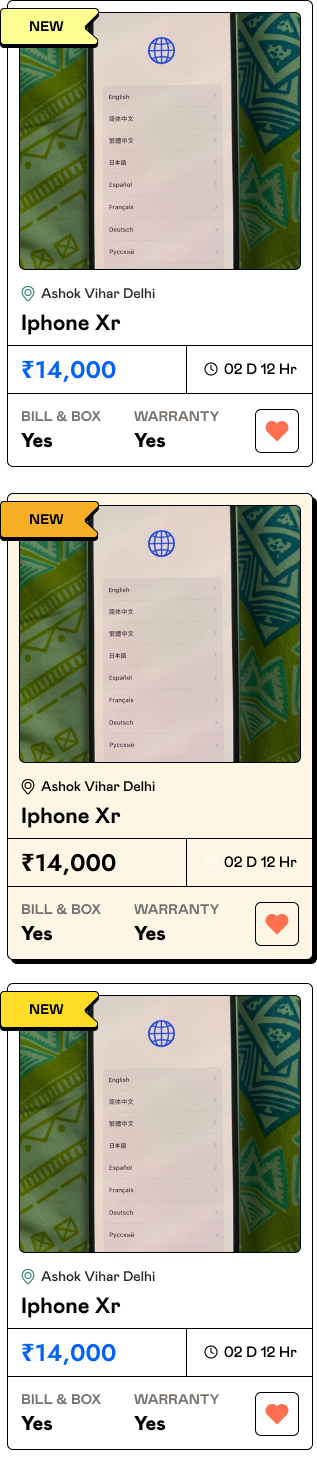 NEW
English
简体中文
繁體中文
日本語
Español
Français
Deutsch
Русский
Ashok Vihar Delhi
Iphone Xr
₹14,000
02 D 12 Hr
BILL & BOX
WARRANTY
Yes
Yes
NEW
English
简体中文
繁體中文
日本語
Español
Français
Deutsch
Русский
Ashok Vihar Delhi
Iphone Xr
₹14,000
02 D 12 Hr
BILL & BOX
WARRANTY
Yes
Yes
NEW
English
简体中文
繁體中文
日本語
Español
Français
Deutsch
Русский
Ashok Vihar Delhi
Iphone Xr
₹14,000
02 D 12 Hr
BILL & BOX
WARRANTY
Yes
Yes